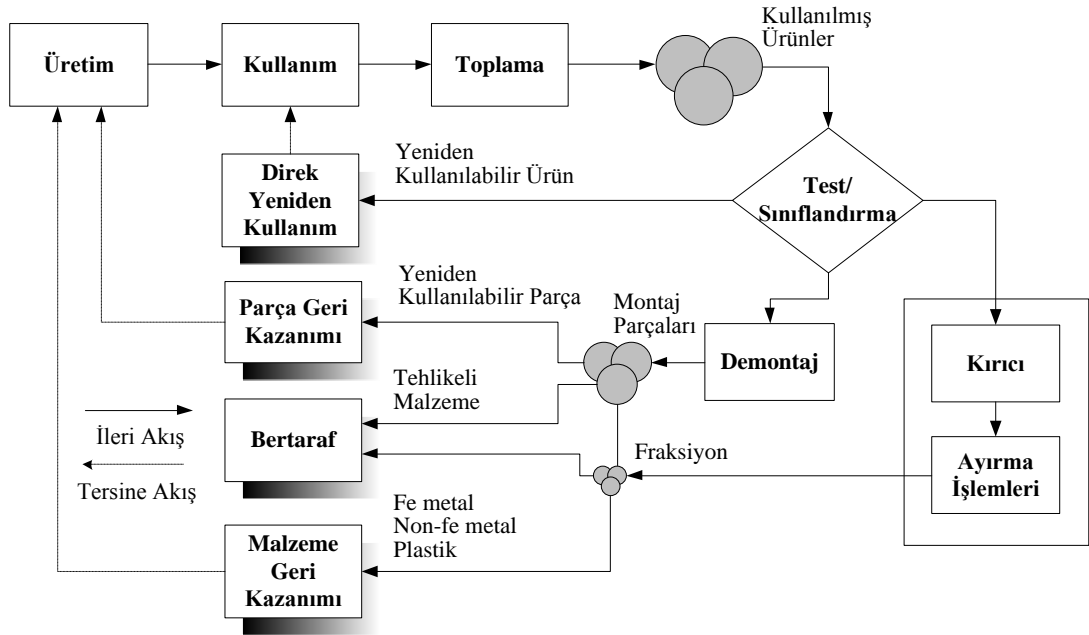 Kullanılmış
Ürünler
Üretim
Kullanım
Toplama
Direk
Yeniden
Kullanım
Yeniden
Kullanılabilir Ürün
Test/
Sınıflandırma
Parça Geri
Kazanımı
Yeniden
Kullanılabilir Parça
Montaj
Parçaları
Demontaj
Kırıcı
Tehlikeli
Malzeme
İleri Akış
Bertaraf
Tersine Akış
Fraksiyon
Ayırma
İşlemleri
Fe metal
Non-fe metal
Plastik
Malzeme
Geri
Kazanımı